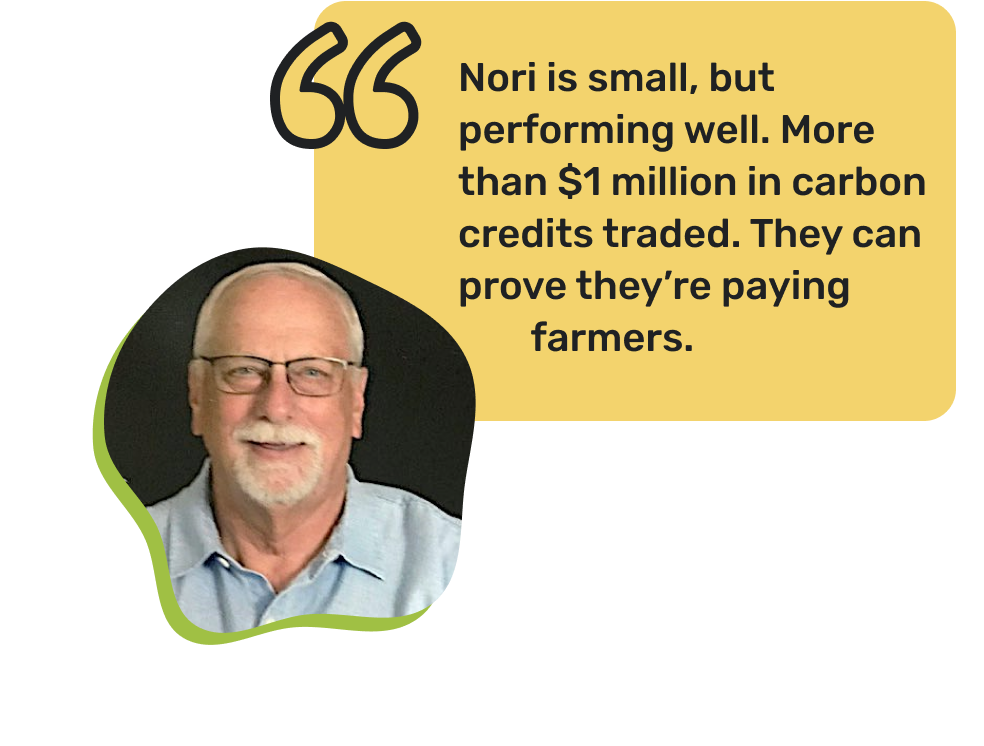 Nori is small, but
performing well. More
than $1 million in carbon
credits traded. They can
prove they’re paying
farmers.